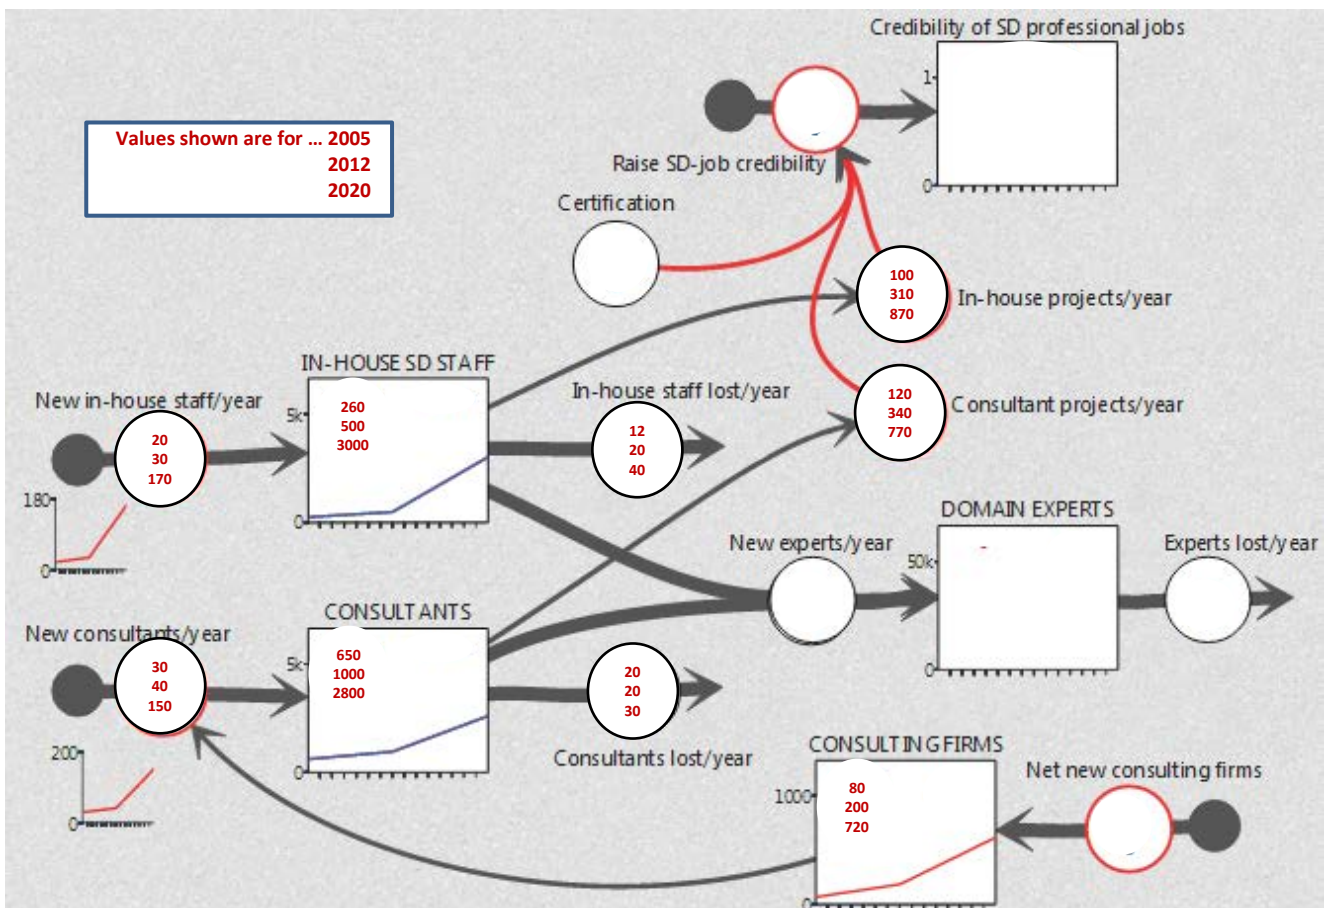 Credibility of SD professional jobs
1
0
Values shown are for ... 2005
2012
2020
Raise SD-job credibility
Certification
100
310
870
In-house projects/year
IN-HOUSE SD STAFF
5k
0
260
500
3000
New in-house staff/year
20
30
170
180
0
In-house staff lost/year
12
20
40
120
340
770
Consultant projects/year
DOMAIN EXPERTS
50k
0
New experts/year
Experts lost/year
CONSULTANTS
5k
0
650
1000
2800
New consultants/year
30
40
150
200
0
20
20
30
Consultants lost/year
CONSULTING FIRMS
1000
0
80
200
720
Net new consulting firms